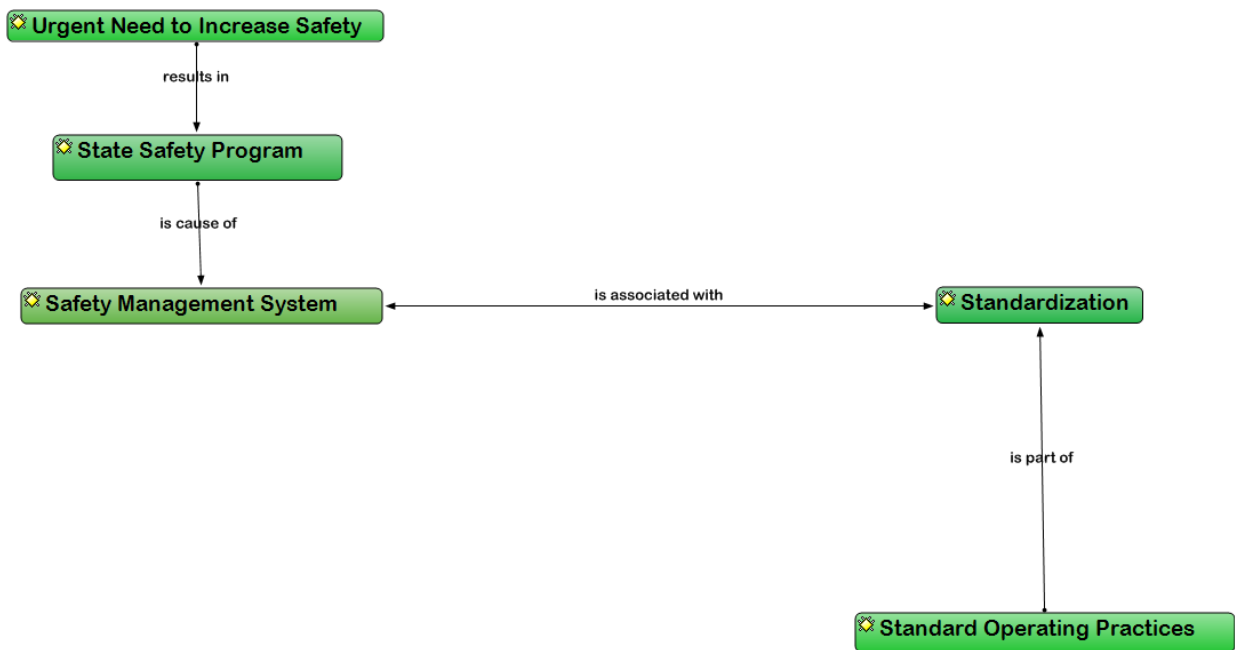 Urgent Need to Increase Safety
results in
State Safety Program
is cause of
Safety Management System
is associated with
Standardization
is part of
Standard Operating Practices